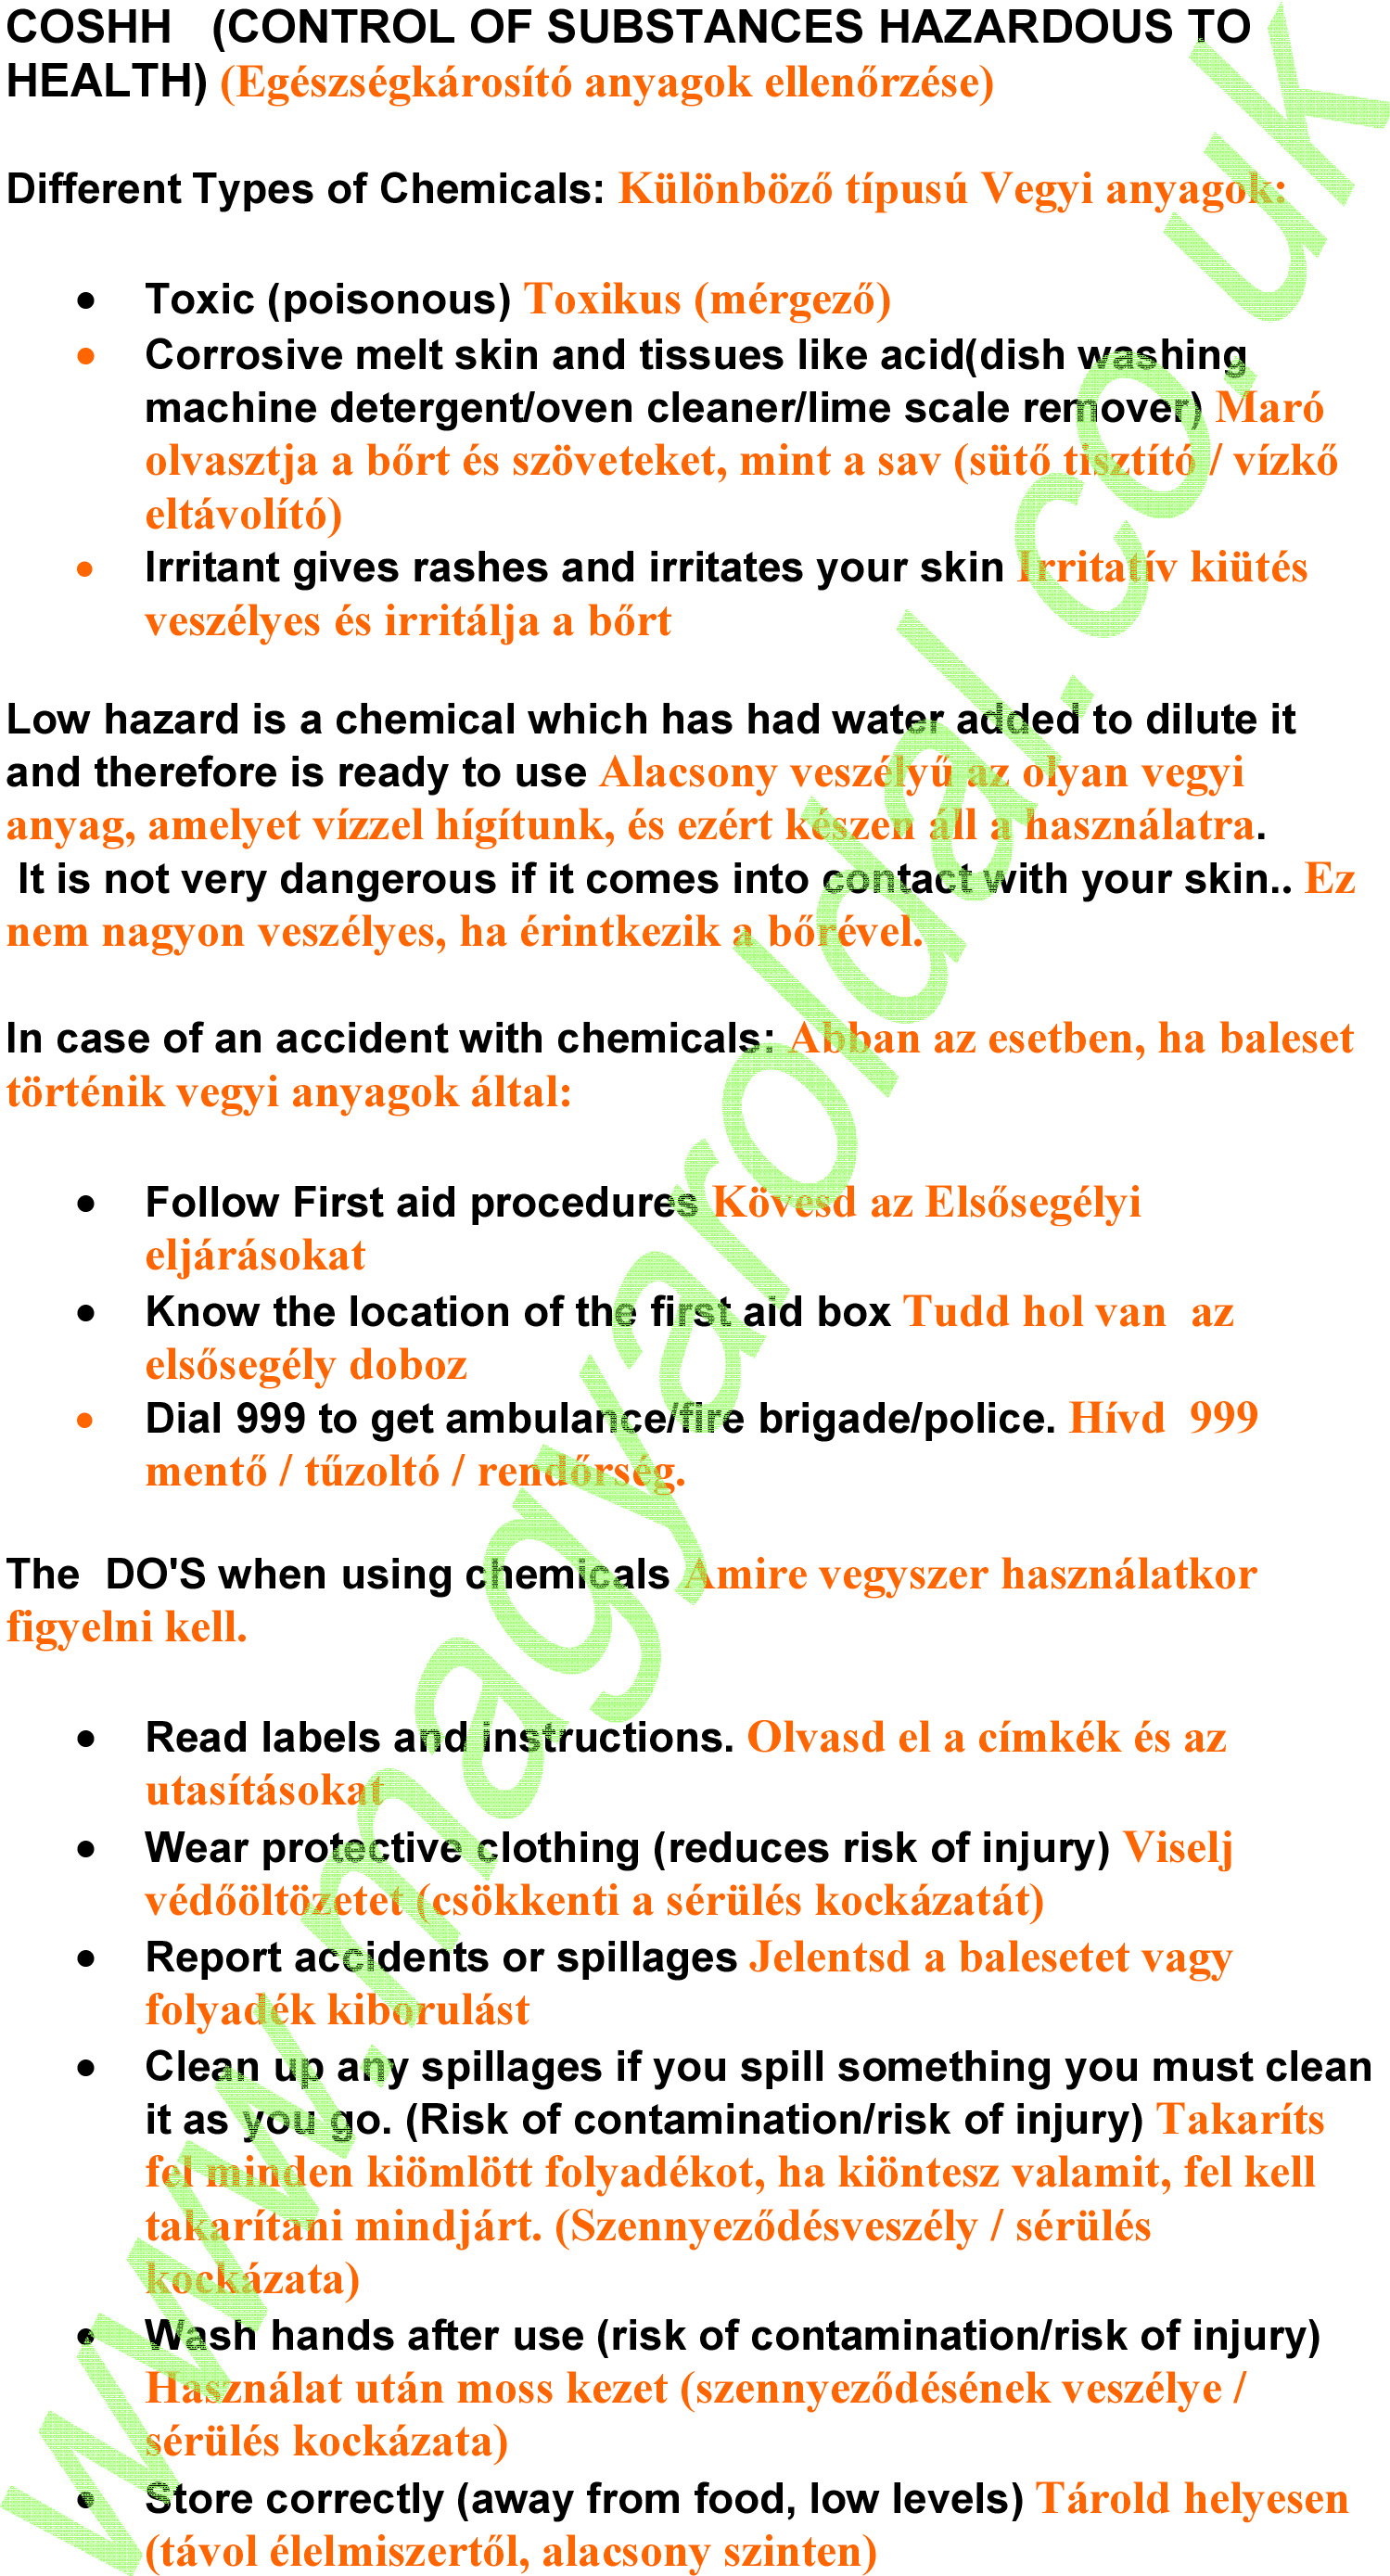 COSHH (CONTROL OF SUBSTANCES HAZARDOUS TO
HEALTH) (Egészségkárosító anyagok ellenőrzése)
Different Types of Chemicals: Különböző típusú Vegyi anyagok:
• Toxic (poisonous) Toxikus (mérgező)
• Corrosive melt skin and tissues like acid(dish washing
machine detergent/oven cleaner/lime scale remover) Maró
olvasztja a bőrt és szöveteket, mint a sav (sütő tisztító / vízkő
eltávolító)
• Irritant gives rashes and irritates your skin Irritatív kiütés
veszélyes és irritálja a bőrt
Low hazard is a chemical which has had water added to dilute it
and therefore is ready to use Alacsony veszélyű az olyan vegyi
anyag, amelyet vízzel hígítunk, és ezért készen áll a használatra.
It is not very dangerous if it comes into contact with your skin.. Ez
nem nagyon veszélyes, ha érintkezik a bőrével.
In case of an accident with chemicals: Abban az esetben, ha baleset
történik vegyi anyagok által:
• Follow First aid procedures Kövesd az Elsősegélyi
eljárásokat
• Know the location of the first aid box Tudd hol van az
elsősegély doboz
• Dial 999 to get ambulance/fire brigade/police. Hívd 999
mentő / tűzoltó / rendőrség.
The DO'S when using chemicals Amire vegyszer használatkor
figyelni kell.
• Read labels and instructions. Olvasd el a címkék és az
utasításokat
• Wear protective clothing (reduces risk of injury) Viselj
védőöltözetet (csökkenti a sérülés kockázatát)
• Report accidents or spillages Jelentsd a balesetet vagy
folyadék kiborulást
• Clean up any spillages if you spill something you must clean
it as you go. (Risk of contamination/risk of injury) Takaríts
fel minden kiömlött folyadékot, ha kiöntesz valamit, fel kell
takarítani mindjárt. (Szennyeződésveszély / sérülés
kockázata)
• Wash hands after use (risk of contamination/risk of injury)
Használat után moss kezet (szennyeződésének veszélye /
sérülés kockázata)
• Store correctly (away from food, low levels) Tárold helyesen
(távol élelmiszertől, alacsony szinten)
www.magyaroldal.co.uk